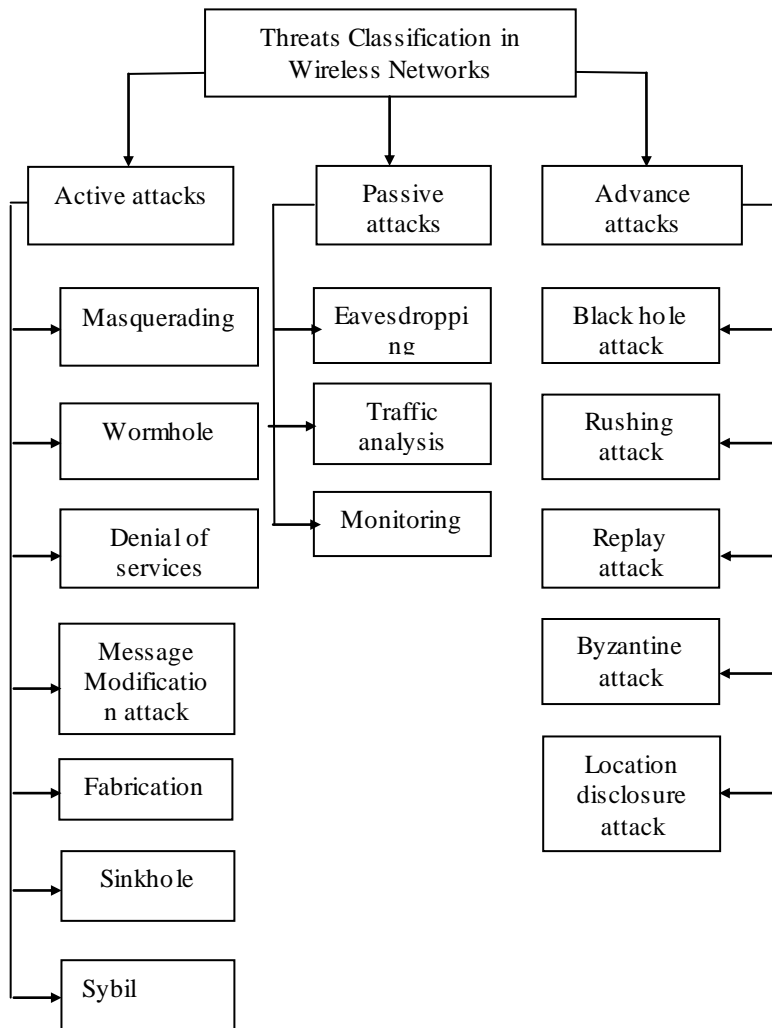 Threats Classification in
Wireless Networks
Active attacks
Passive
attacks
Advance
attacks
Masquerading
Wormhole
Denial of
services
Message
Modificatio
n attack
Fabrication
Sinkhole
Sybil
Eavesdroppi
ng
Traffic
analysis
Monitoring
Black hole
attack
Rushing
attack
Replay
attack
Byzantine
attack
Location
disclosure
attack